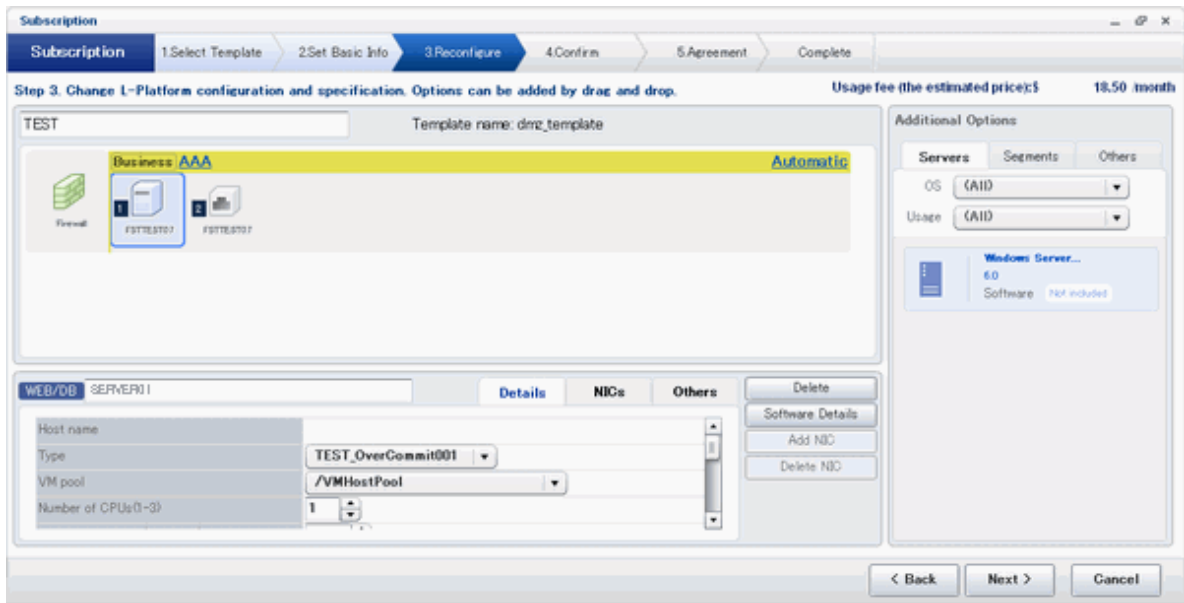 Subscription
Subscription 1.Select Template 2.Set Basic Info 3.Reconfigure 4.Confirm 5.Agreement Complete
Step 3. Change L-Platform configuration and specification. Options can be added by drag and drop.
Usage fee (the estimated price):$ 18.50 /month
TEST
Template name: dmz_template
Business AAA Automatic
Firewall
1
2
Additional Options
Servers Segments Others
OS (All)
Usage (All)
Windows Server...
6.0
Software Not included
WEB/DB SERVER01
Details NICs Others
Host name
Type TEST_OverCommit001
VM pool /VMHostPool
Number of CPUs(1-3) 1
Delete
Software Details
Add NIC
Delete NIC
< Back Next > Cancel